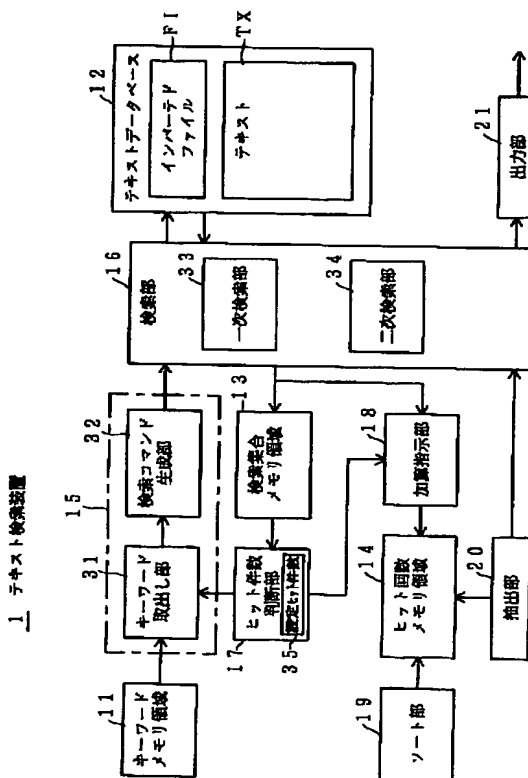 1 テキスト検索装置
11
キーワード
メモリ領域
15
31
キーワード
取出し部
32
検索コマンド
生成部
16
検索部
33
一次検索部
34
二次検索部
12
テキストデータベース
インバーテド
ファイル
FI
テキスト
TX
17
ヒット件数
判断部
設定ヒット件数
35
13
検索集合
メモリ領域
18
加算指示部
14
ヒット回数
メモリ領域
19
ソート部
20
抽出部
21
出力部